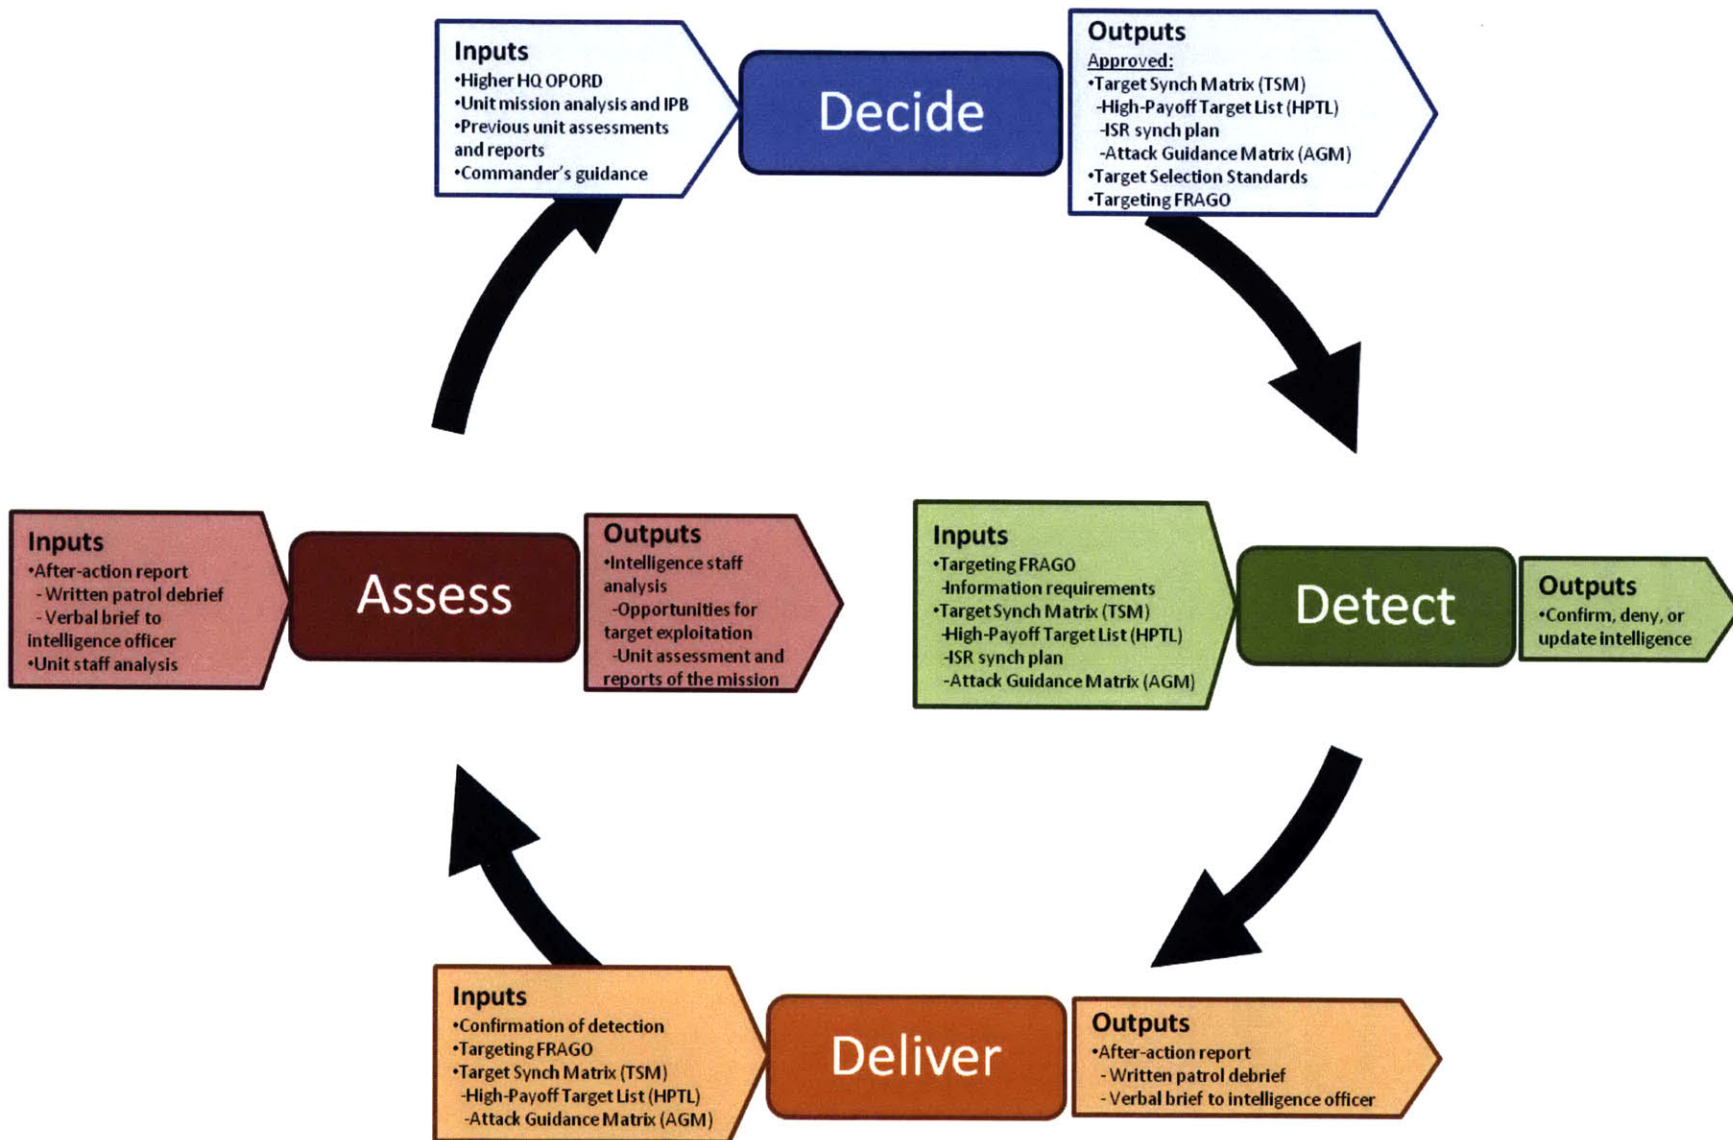 Inputs
•Higher HQ OPORD
•Unit mission analysis and IPB
•Previous unit assessments
and reports
•Commander's guidance
Decide
Outputs
Approved:
•Target Synch Matrix (TSM)
-High-Payoff Target List (HPTL)
-ISR synch plan
-Attack Guidance Matrix (AGM)
•Target Selection Standards
•Targeting FRAGO
Inputs
•After-action report
- Written patrol debrief
- Verbal brief to
intelligence officer
•Unit staff analysis
Assess
Outputs
•Intelligence staff
analysis
-Opportunities for
target exploitation
-Unit assessment and
reports of the mission
Inputs
•Targeting FRAGO
-Information requirements
•Target Synch Matrix (TSM)
-High-Payoff Target List (HPTL)
-ISR synch plan
-Attack Guidance Matrix (AGM)
Detect
Outputs
•Confirm, deny, or
update intelligence
Inputs
•Confirmation of detection
•Targeting FRAGO
•Target Synch Matrix (TSM)
-High-Payoff Target List (HPTL)
-Attack Guidance Matrix (AGM)
Deliver
Outputs
•After-action report
- Written patrol debrief
- Verbal brief to intelligence officer